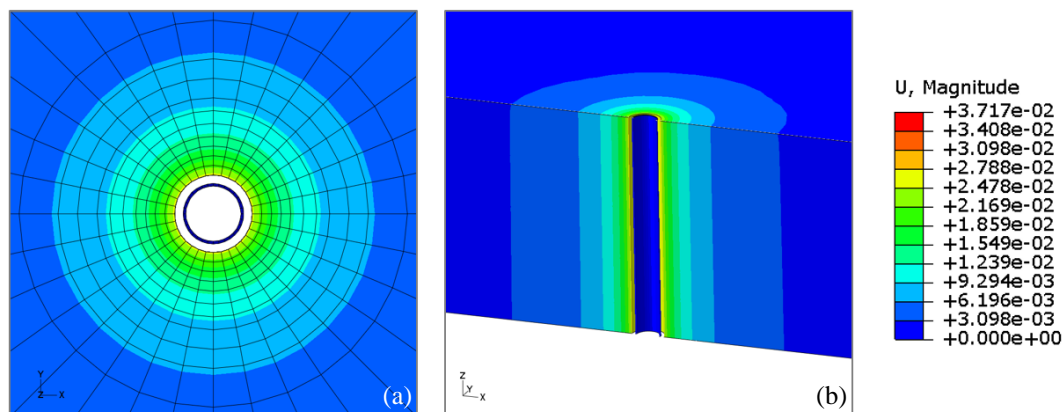 Y
Z X
(a)
Z
Y
X
(b)
U, Magnitude
+3.717e-02
+3.408e-02
+3.098e-02
+2.788e-02
+2.478e-02
+2.169e-02
+1.859e-02
+1.549e-02
+1.239e-02
+9.294e-03
+6.196e-03
+3.098e-03
+0.000e+00